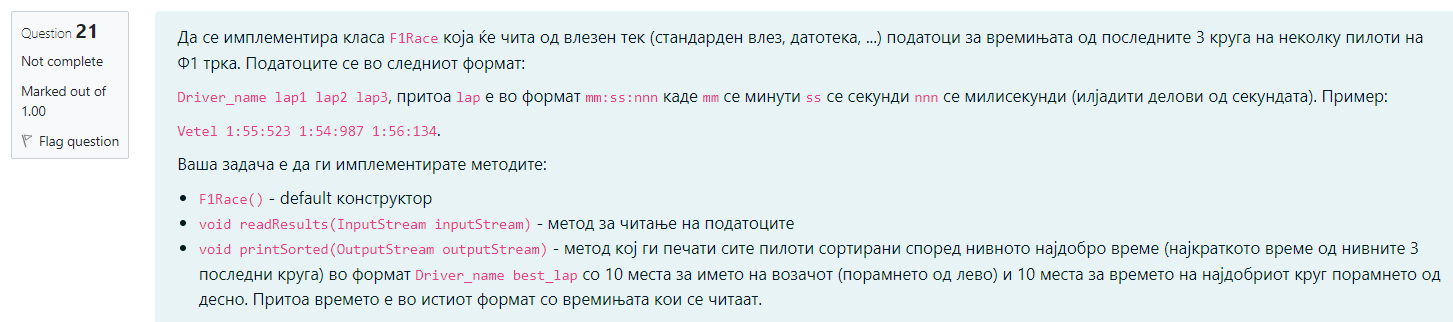 Question 21
Not complete
Marked out of
1.00
Flag question
Да се имплементира класа F1Race која ќе чита од влезен тек (стандарден влез, датотека, ...) податоци за времињата од последните 3 круга на неколку пилоти на
Ф1 трка. Податоците се во следниот формат:
Driver_name lap1 lap2 lap3, притоа lap е во формат mm:ss:nnn каде mm се минути ss се секунди nnn се милисекунди (илјадити делови од секундата). Пример:
Vetel 1:55:523 1:54:987 1:56:134.
Ваша задача е да ги имплементирате методите:
• F1Race() - default конструктор
• void readResults(InputStream inputStream) - метод за читање на податоците
• void printSorted(OutputStream outputStream) - метод кој ги печати сите пилоти сортирани според нивното најдобро време (најкраткото време од нивните 3
последни круга) во формат Driver_name best_lap со 10 места за името на возачот (порамнето од лево) и 10 места за времето на најдобриот круг порамнето од
десно. Притоа времето е во истиот формат со времињата кои се читаат.